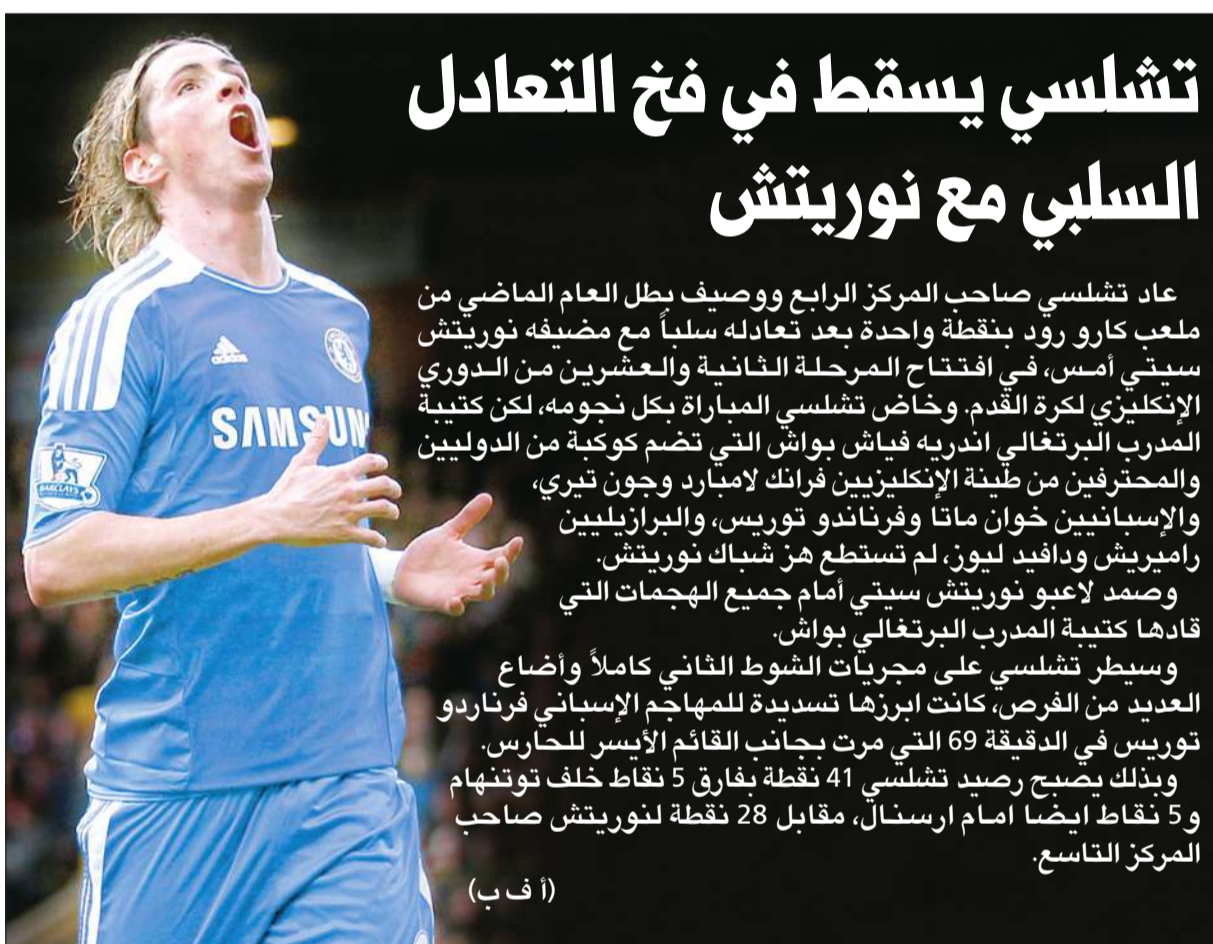 تشلسي يسقط في فخ التعادل
السلبي مع نوريتش
عاد تشلسي صاحب المركز الرابع ووصيف بطل العام الماضي من
ملعب كارو رود بنقطة واحدة بعد تعادله سلباً مع مضيفه نوريتش
سيتي أمس، في افتتاح المرحلة الثانية والعشرين من الدوري
الإنكليزي لكرة القدم. وخاض تشلسي المباراة بكل نجومه، لكن كتيبة
المدرب البرتغالي اندريه فياش بواش التي تضم كوكبة من الدوليين
والمحترفين من طينة الإنكليزيين فرانك لامبارد وجون تيري،
والإسبانيين خوان ماتا وفرناندو توريس، والبرازيليين
راميريش ودافيد ليوز، لم تستطع هز شباك نوريتش.
وصمد لاعبو نوريتش سيتي أمام جميع الهجمات التي
قادها كتيبة المدرب البرتغالي بواش.
وسيطر تشلسي على مجريات الشوط الثاني كاملاً وأضاع
العديد من الفرص، كانت ابرزها تسديدة للمهاجم الإسباني فرناردو
توريس في الدقيقة 69 التي مرت بجانب القائم الأيسر للحارس.
وبذلك يصبح رصيد تشلسي 41 نقطة بفارق 5 نقاط خلف توتنهام
و5 نقاط ايضا امام ارسنال، مقابل 28 نقطة لنوريتش صاحب
المركز التاسع.
(أ ف ب)
adidas
SAMSUN
BARCLAYS